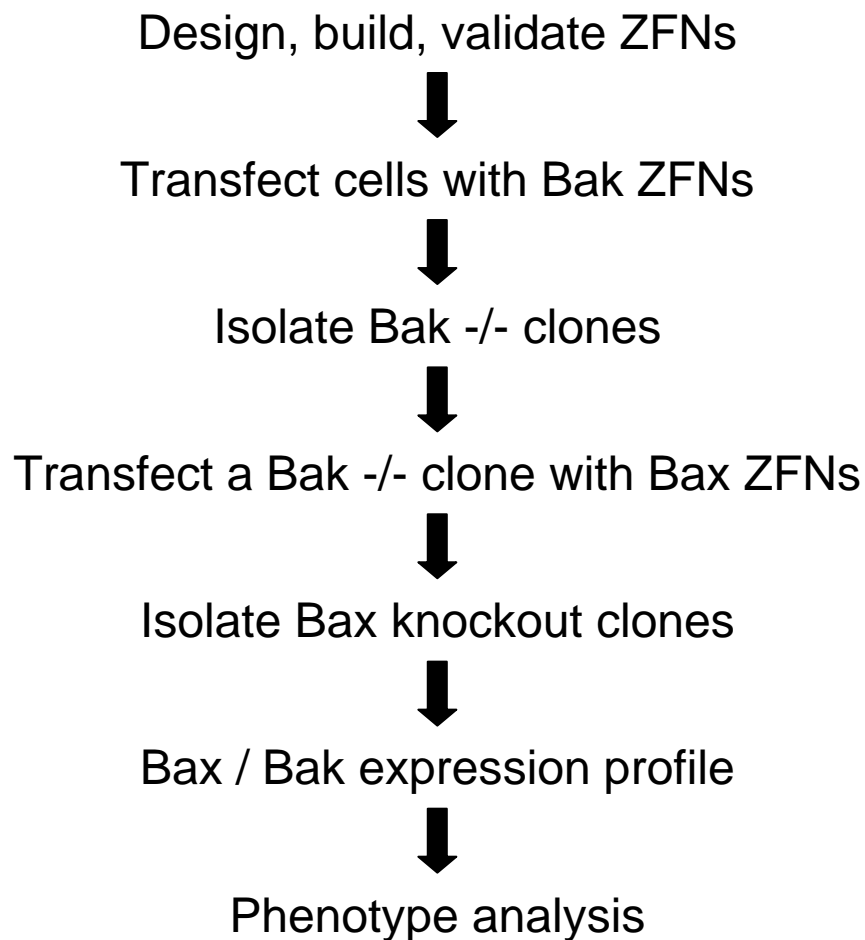 Design, build, validate ZFNs
Transfect cells with Bak ZFNs
Isolate Bak -/- clones
Transfect a Bak -/- clone with Bax ZFNs
Isolate Bax knockout clones
Bax / Bak expression profile
Phenotype analysis